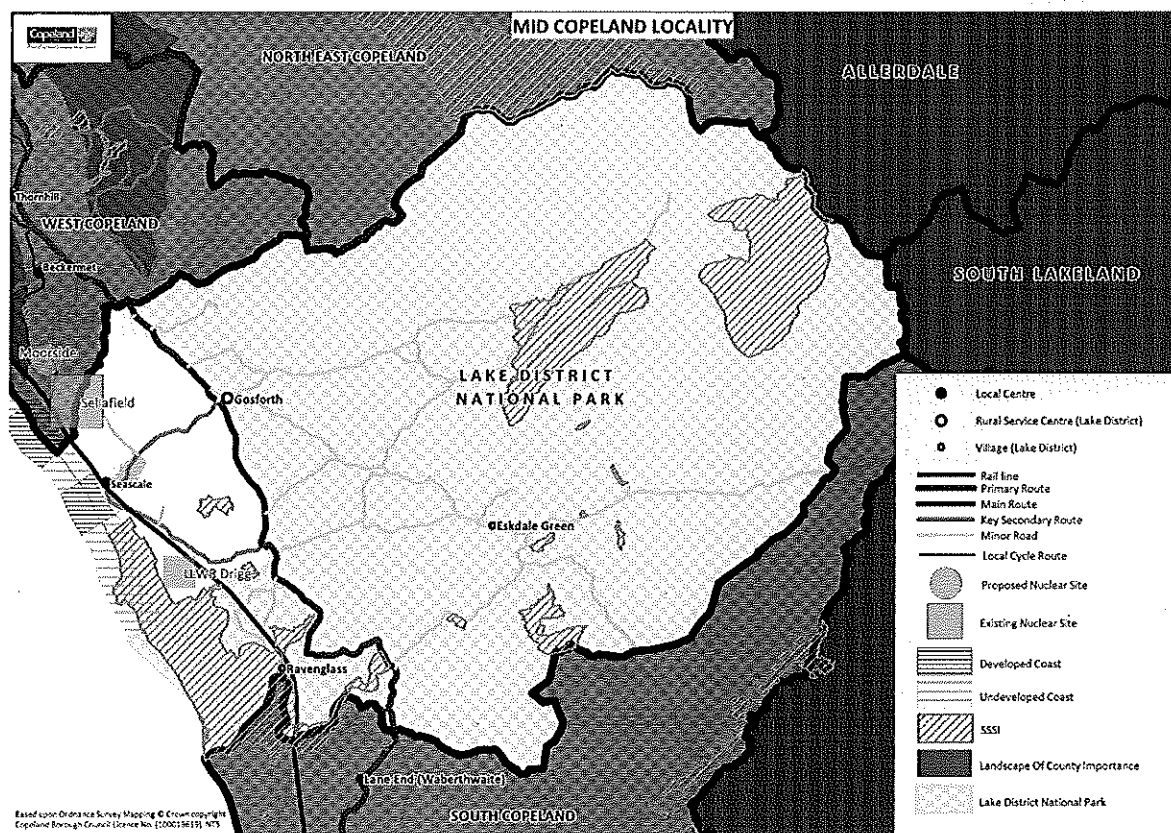 Copeland
MID COPELAND LOCALITY
NORTH EAST COPELAND
ALLERDALE
Thornhill
WEST COPELAND
Beckermet
SOUTH LAKELAND
Moorside
Sellafield
Gosforth
LAKE DISTRICT
NATIONAL PARK
Seascale
Eskdale Green
LLWR Drigg
Ravenglass
Lane End (Waberthwaite)
SOUTH COPELAND
Local Centre
Rural Service Centre (Lake District)
Village (Lake District)
Rail line
Primary Route
Main Route
Key Secondary Route
Minor Road
Local Cycle Route
Proposed Nuclear Site
Existing Nuclear Site
Developed Coast
Undeveloped Coast
SSSI
Landscape Of County Importance
Lake District National Park
Based upon Ordnance Survey Mapping © Crown copyright
Copeland Borough Council Licence No. (100019619) NTS